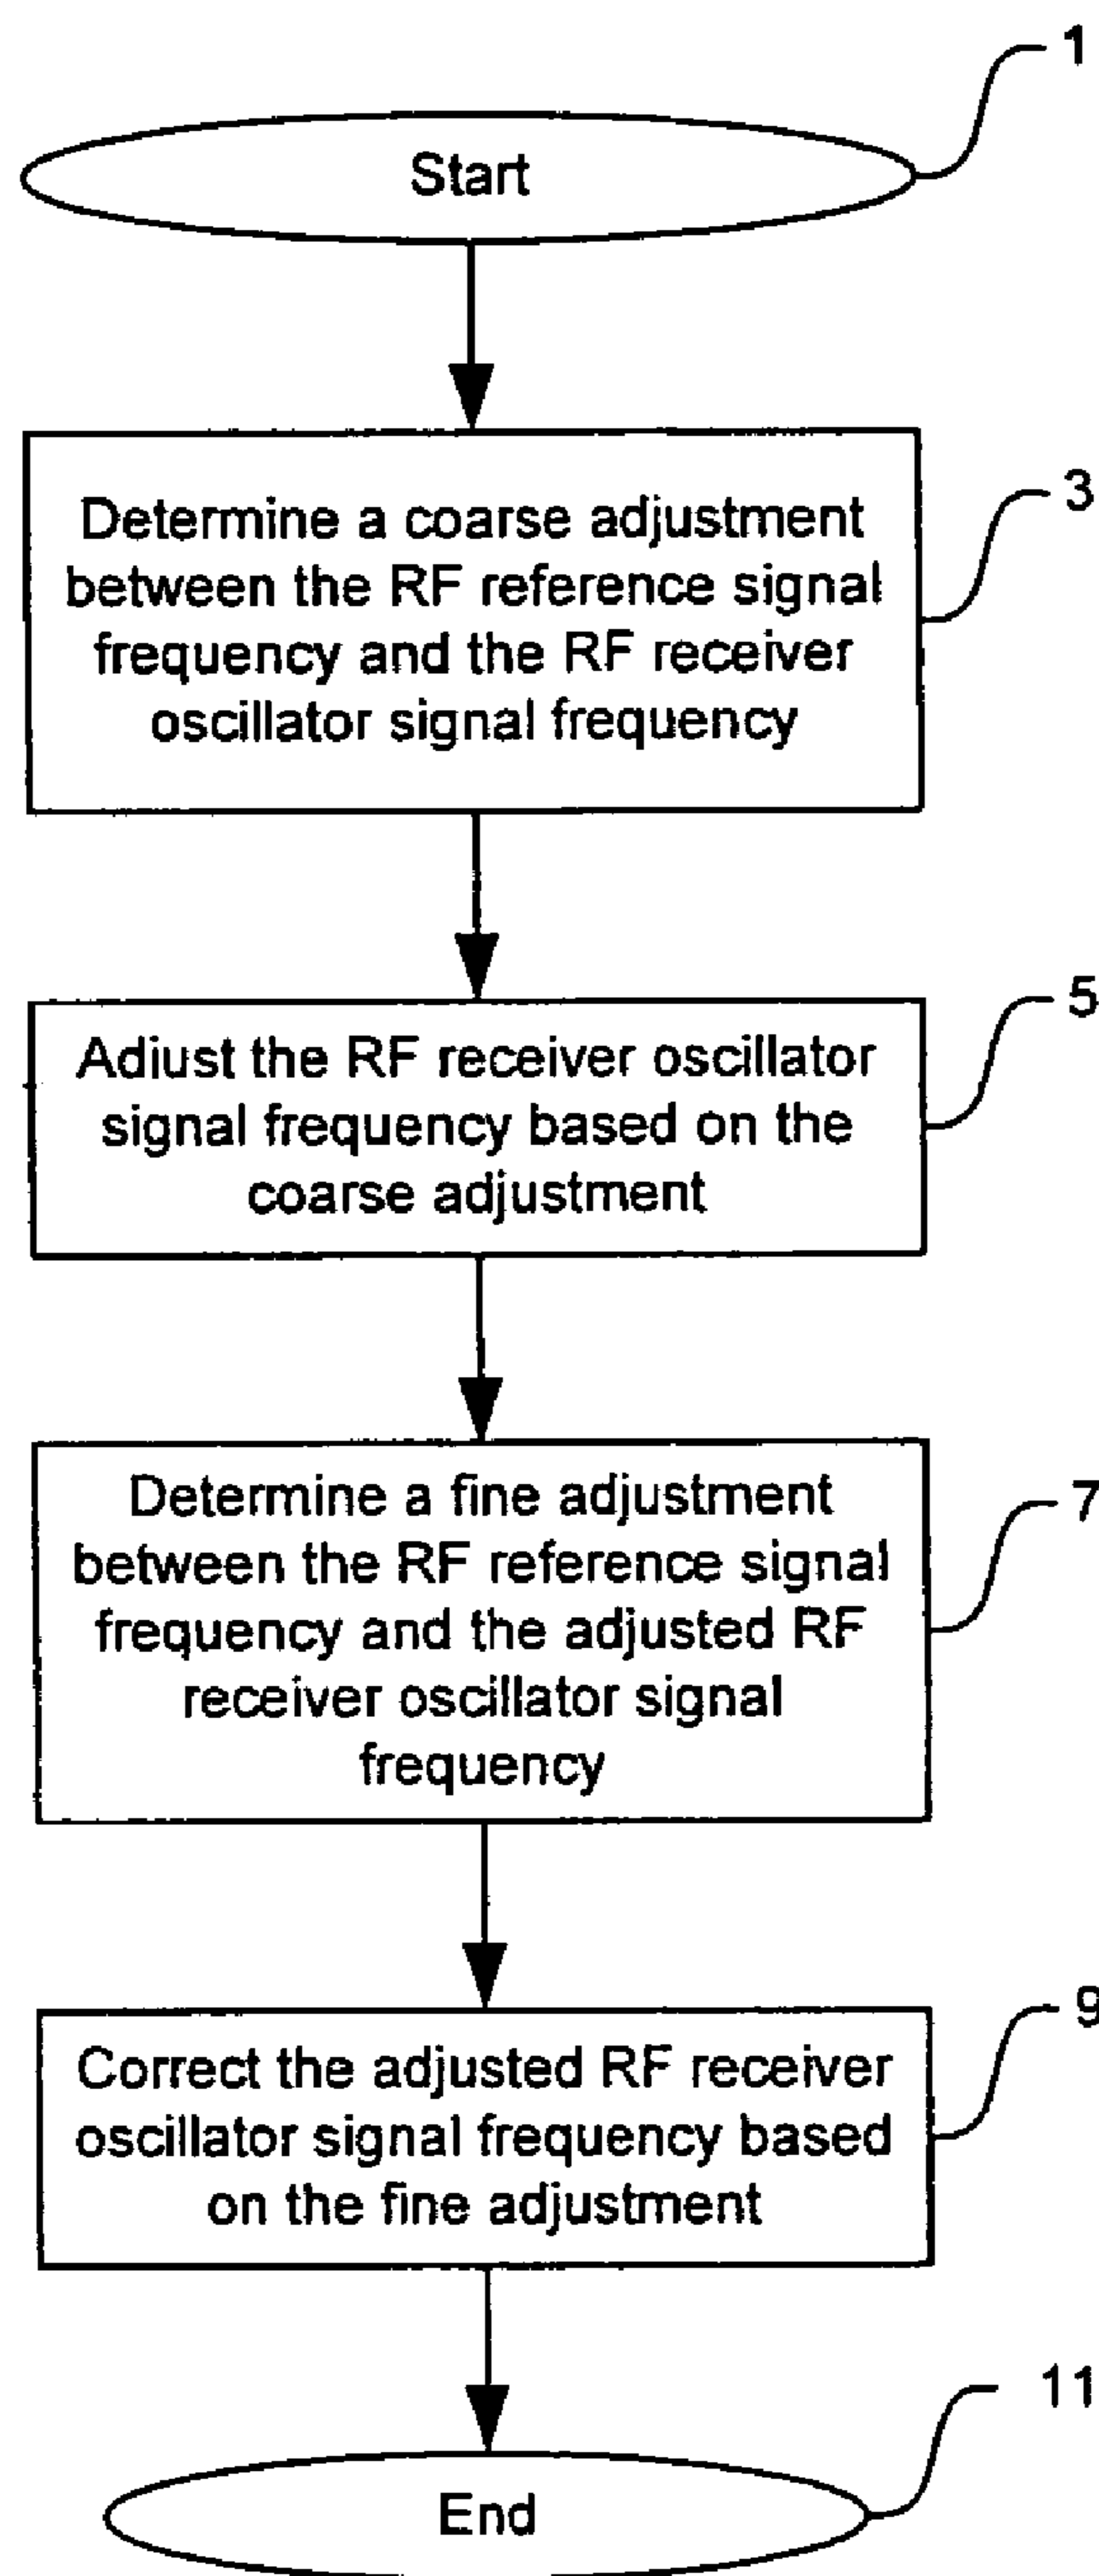 1
Start
3
Determine a coarse adjustment
between the RF reference signal
frequency and the RF receiver
oscillator signal frequency
5
Adjust the RF receiver oscillator
signal frequency based on the
coarse adjustment
7
Determine a fine adjustment
between the RF reference signal
frequency and the adjusted RF
receiver oscillator signal
frequency
9
Correct the adjusted RF receiver
oscillator signal frequency based
on the fine adjustment
11
End